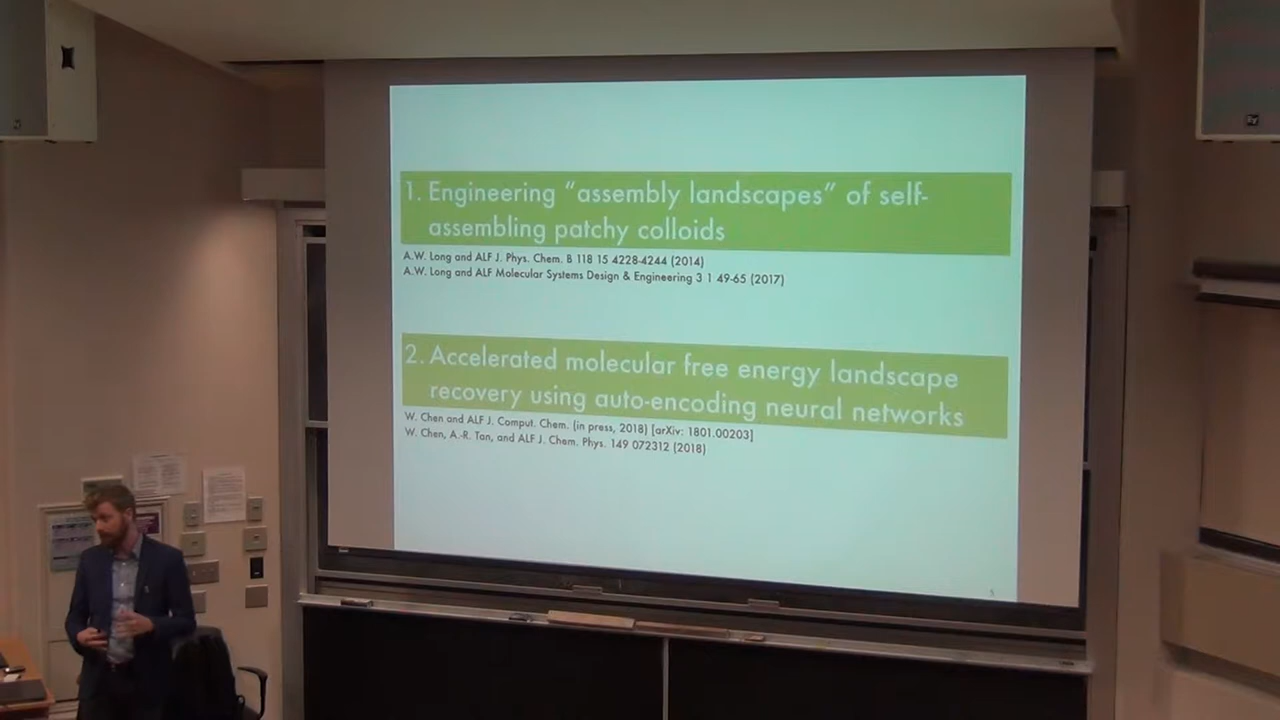 1. Engineering “assembly landscapes” of self-
assembling patchy colloids
A.W. Long and ALF J. Phys. Chem. B 118 15 4228-4244 (2014)
A.W. Long and ALF Molecular Systems Design & Engineering 3 1 49-65 (2017)
2. Accelerated molecular free energy landscape
recovery using auto-encoding neural networks
W. Chen and ALF J. Comput. Chem. (in press, 2018) [arXiv: 1801.00203]
W. Chen, A.-R. Tan, and ALF J. Chem. Phys. 149 072312 (2018)
5